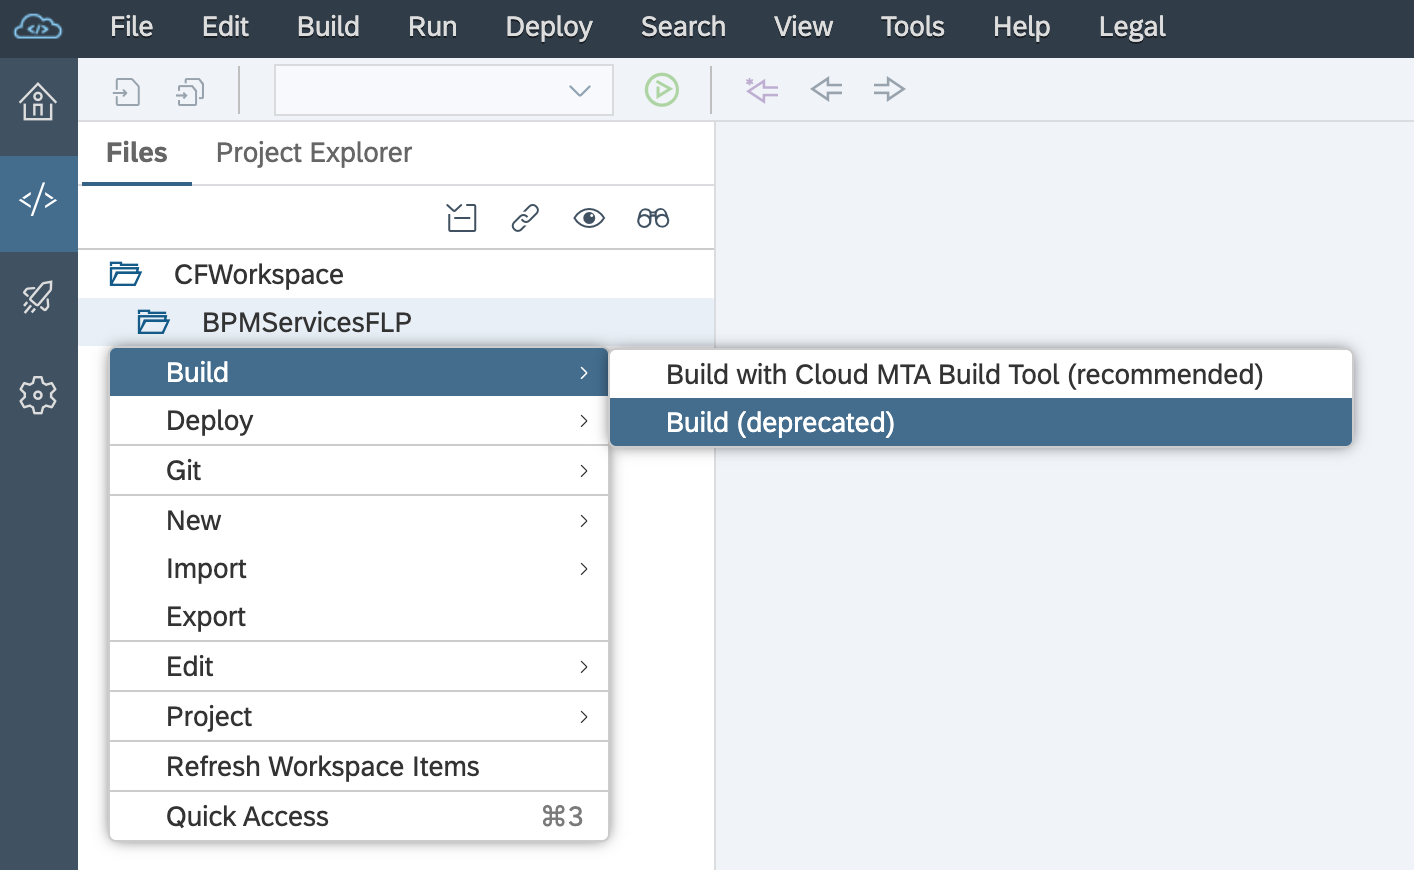 File Edit Build Run Deploy Search View Tools Help Legal
Files Project Explorer
CFWorkspace
BPMServicesFLP
Build
Build with Cloud MTA Build Tool (recommended)
Build (deprecated)
Deploy
Git
New
Import
Export
Edit
Project
Refresh Workspace Items
Quick Access ⌘3